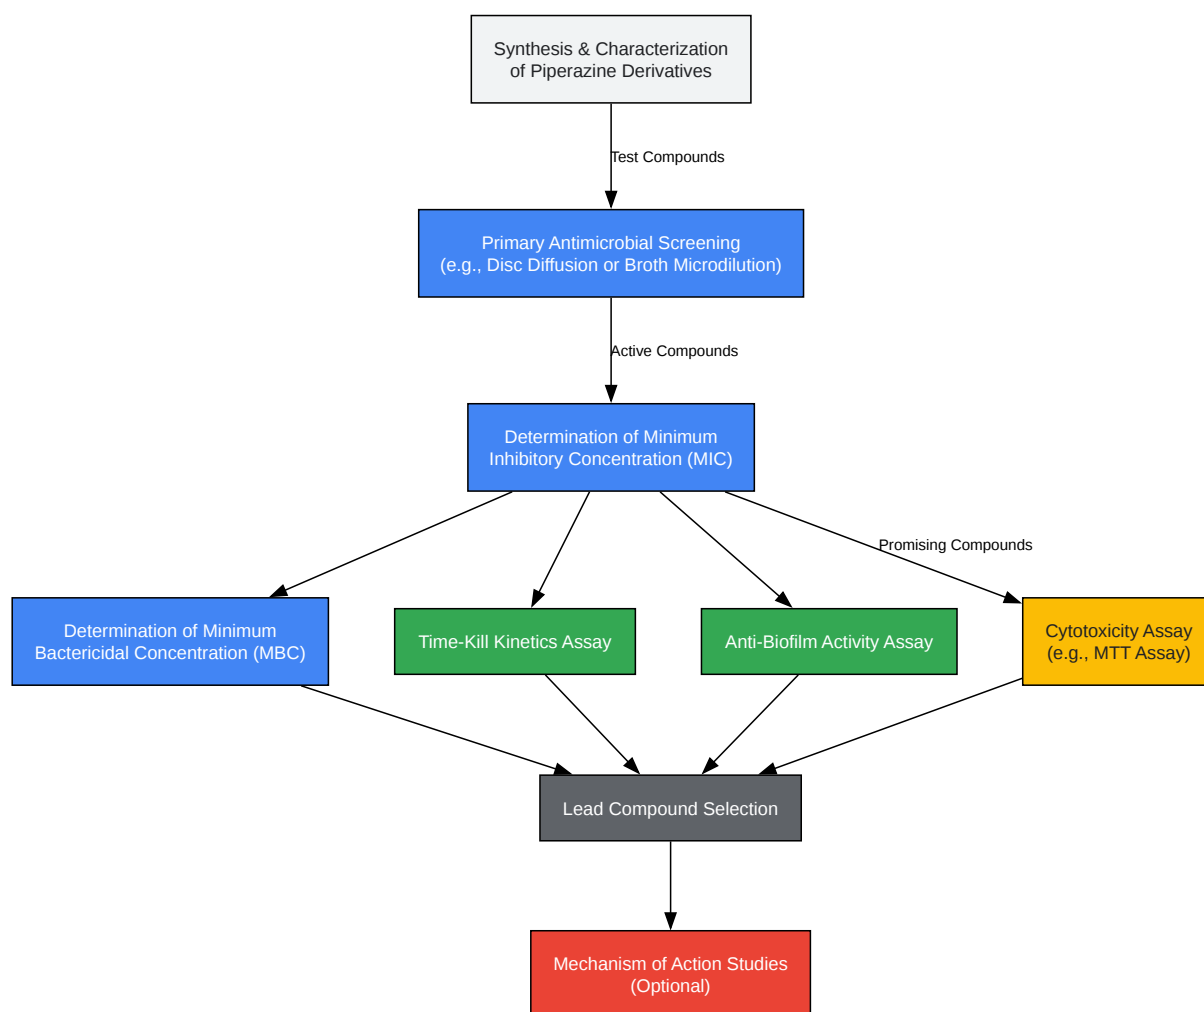 Synthesis & Characterization
of Piperazine Derivatives
Test Compounds
Primary Antimicrobial Screening
(e.g., Disc Diffusion or Broth Microdilution)
Active Compounds
Determination of Minimum
Inhibitory Concentration (MIC)
Promising Compounds
Determination of Minimum
Bactericidal Concentration (MBC)
Time-Kill Kinetics Assay
Anti-Biofilm Activity Assay
Cytotoxicity Assay
(e.g., MTT Assay)
Lead Compound Selection
Mechanism of Action Studies
(Optional)